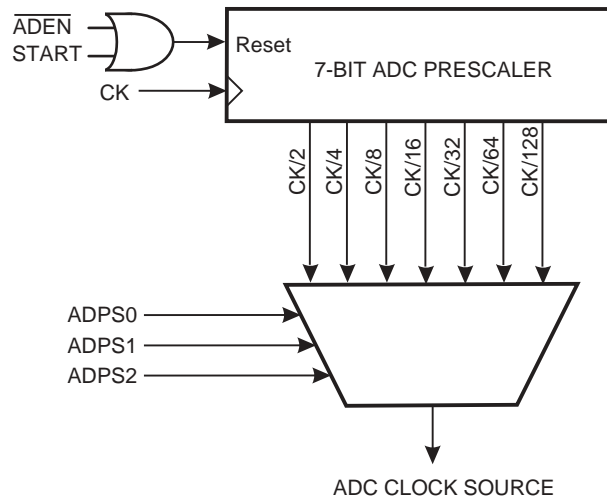 ADEN
START
CK
Reset
7-BIT ADC PRESCALER
CK/2
CK/4
CK/8
CK/16
CK/32
CK/64
CK/128
ADPS0
ADPS1
ADPS2
ADC CLOCK SOURCE